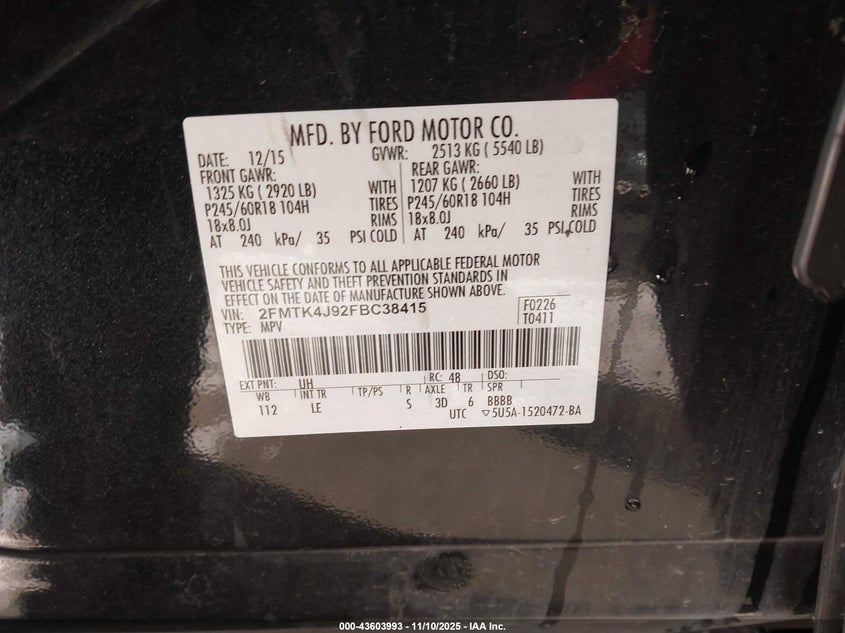 MFD. BY FORD MOTOR CO.
DATE: 12/15 GVWR: 2513 KG ( 5540 LB)
FRONT GAWR: REAR GAWR:
1325 KG ( 2920 LB) WITH 1207 KG ( 2660 LB) WITH
P245/60R18 104H TIRES P245/60R18 104H TIRES
18x8.0J RIMS 18x8.0J RIMS
AT 240 kPa/ 35 PSI COLD AT 240 kPa/ 35 PSI COLD
THIS VEHICLE CONFORMS TO ALL APPLICABLE FEDERAL MOTOR
VEHICLE SAFETY AND THEFT PREVENTION STANDARDS IN
EFFECT ON THE DATE OF MANUFACTURE SHOWN ABOVE.
VIN: 2FMTK4J92FBC38415 F0226
TYPE: MPV T0411
EXT PNT: UH RC: 48 DSO:
WB INT TR TP/PS R AXLE TR SPR
112 LE S 3D 6 BBBB
UTC ▽5U5A-1520472-BA
000-43603993 - 11/10/2025 - IAA Inc.